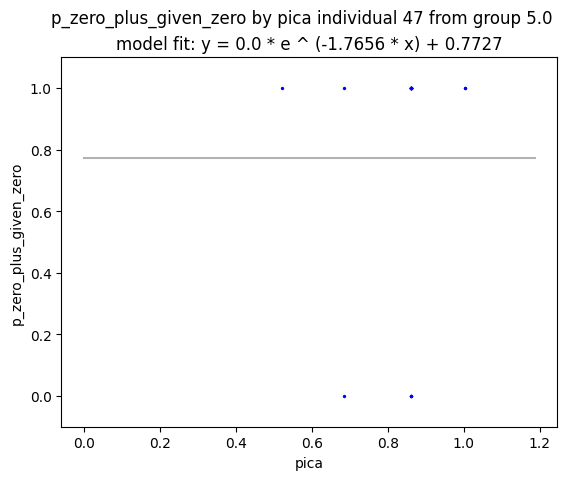 p_zero_plus_given_zero by pica individual 47 from group 5.0
model fit: y = 0.0 * e ^ (-1.7656 * x) + 0.7727
1.0
0.8
0.6
0.4
0.2
0.0
p_zero_plus_given_zero
0.0 0.2 0.4 0.6 0.8 1.0 1.2
pica